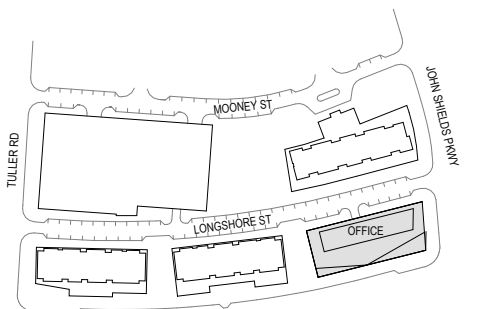 MOONEY ST
JOHN SHIELDS PKWY
TULLER RD
LONGSHORE ST
OFFICE